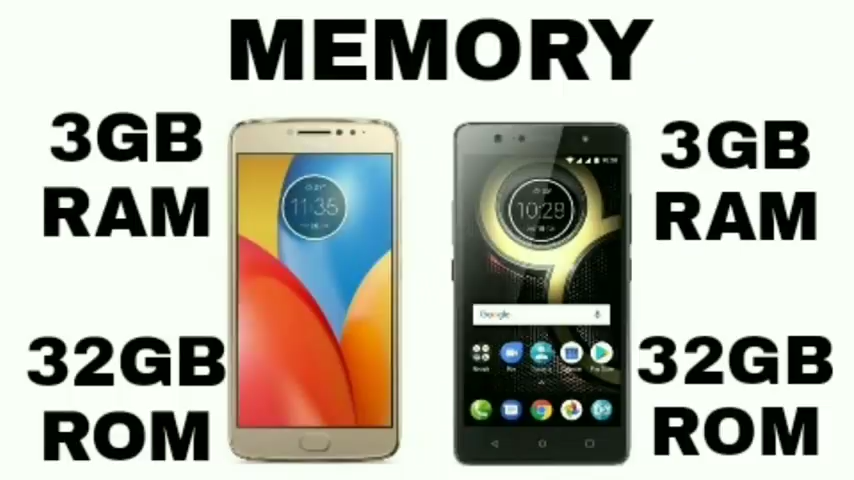 MEMORY
3GB
RAM
3GB
RAM
11:35
10:29
Google
32GB
ROM
32GB
ROM